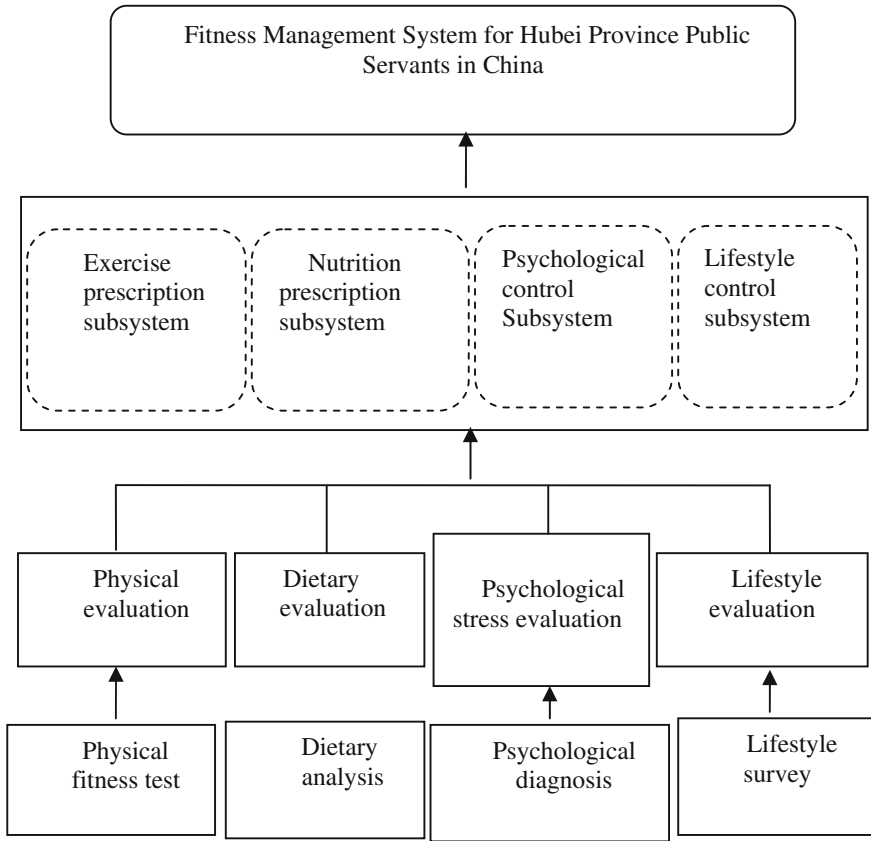 Fitness Management System for Hubei Province Public
Servants in China
Exercise
prescription
subsystem
Nutrition
prescription
subsystem
Psychological
control
Subsystem
Lifestyle
control
subsystem
Physical
evaluation
Dietary
evaluation
Psychological
stress evaluation
Lifestyle
evaluation
Physical
fitness test
Dietary
analysis
Psychological
diagnosis
Lifestyle
survey